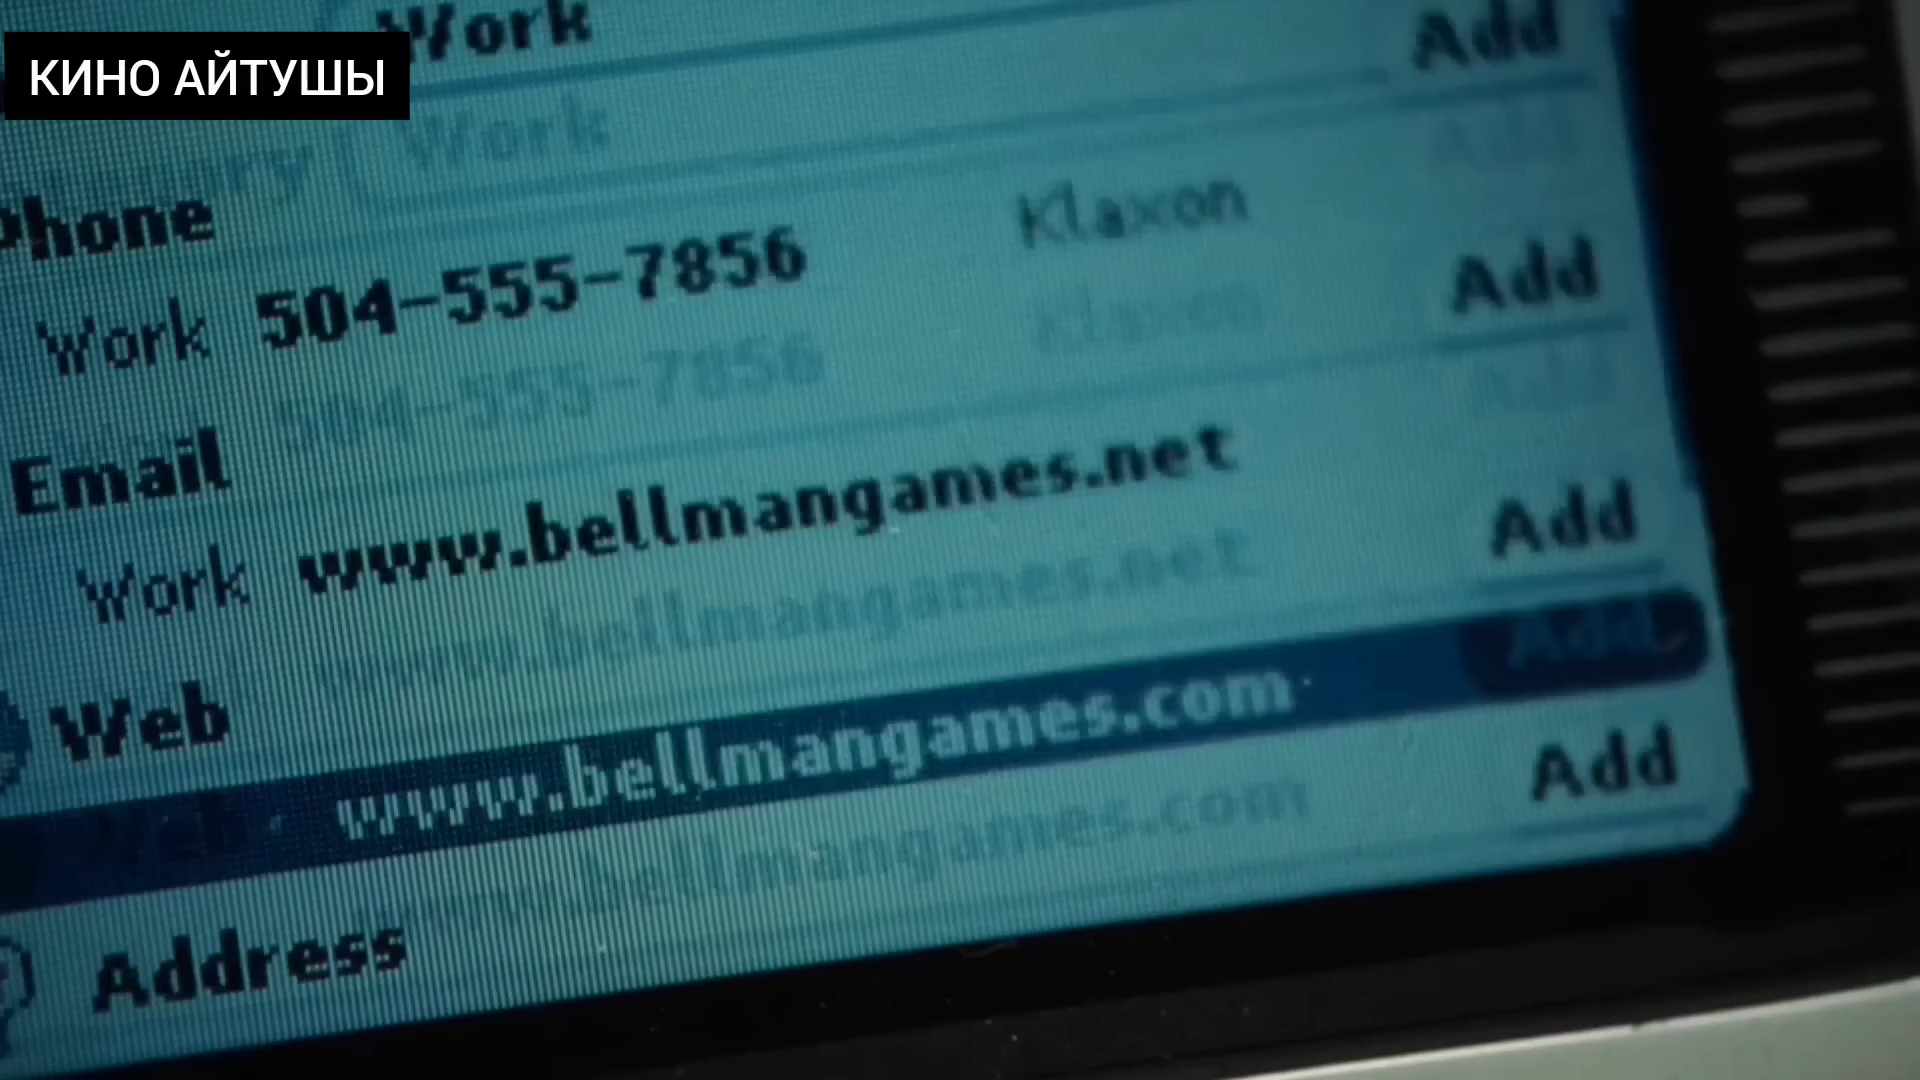 КИНО АЙТУШЫ
Work
Add
Phone
Klaxon
Work 504-555-7856
Add
Email
Work www.bellmangames.net
Add
Web
www.bellmangames.com
Add
Address